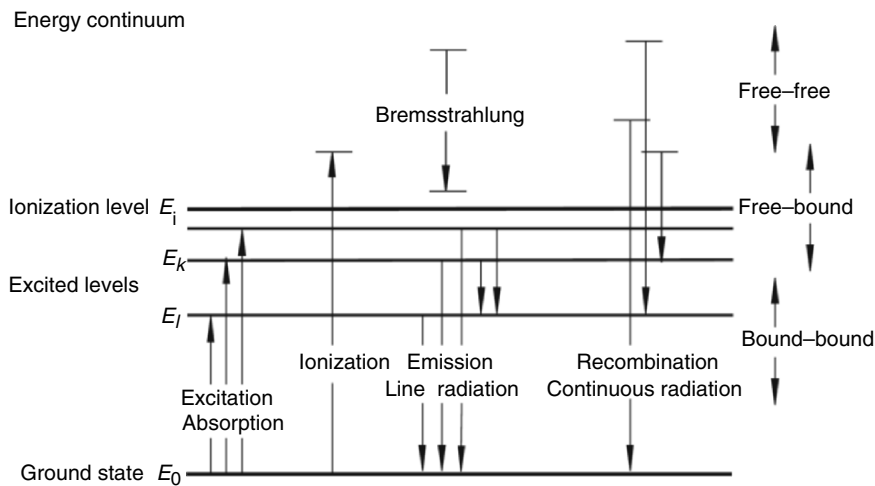 Energy continuum
Free–free
Bremsstrahlung
Ionization level Ei
Free–bound
Ek
Excited levels
El
Bound–bound
Ionization
Emission
Line radiation
Recombination
Continuous radiation
Excitation
Absorption
Ground state E0